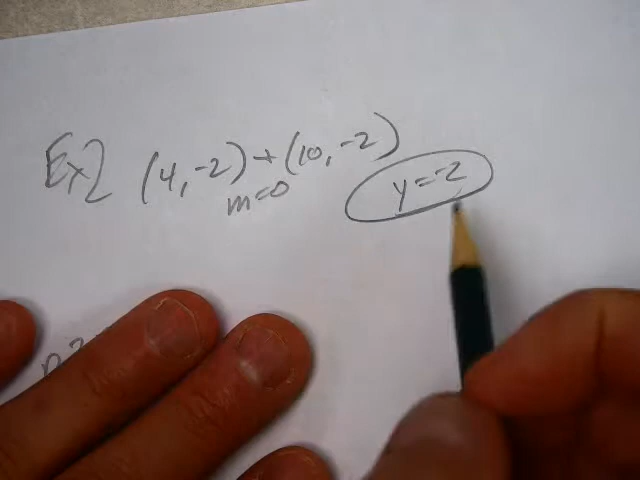 Ex2 (4, -2) + (10, -2)
m=0
y=-2